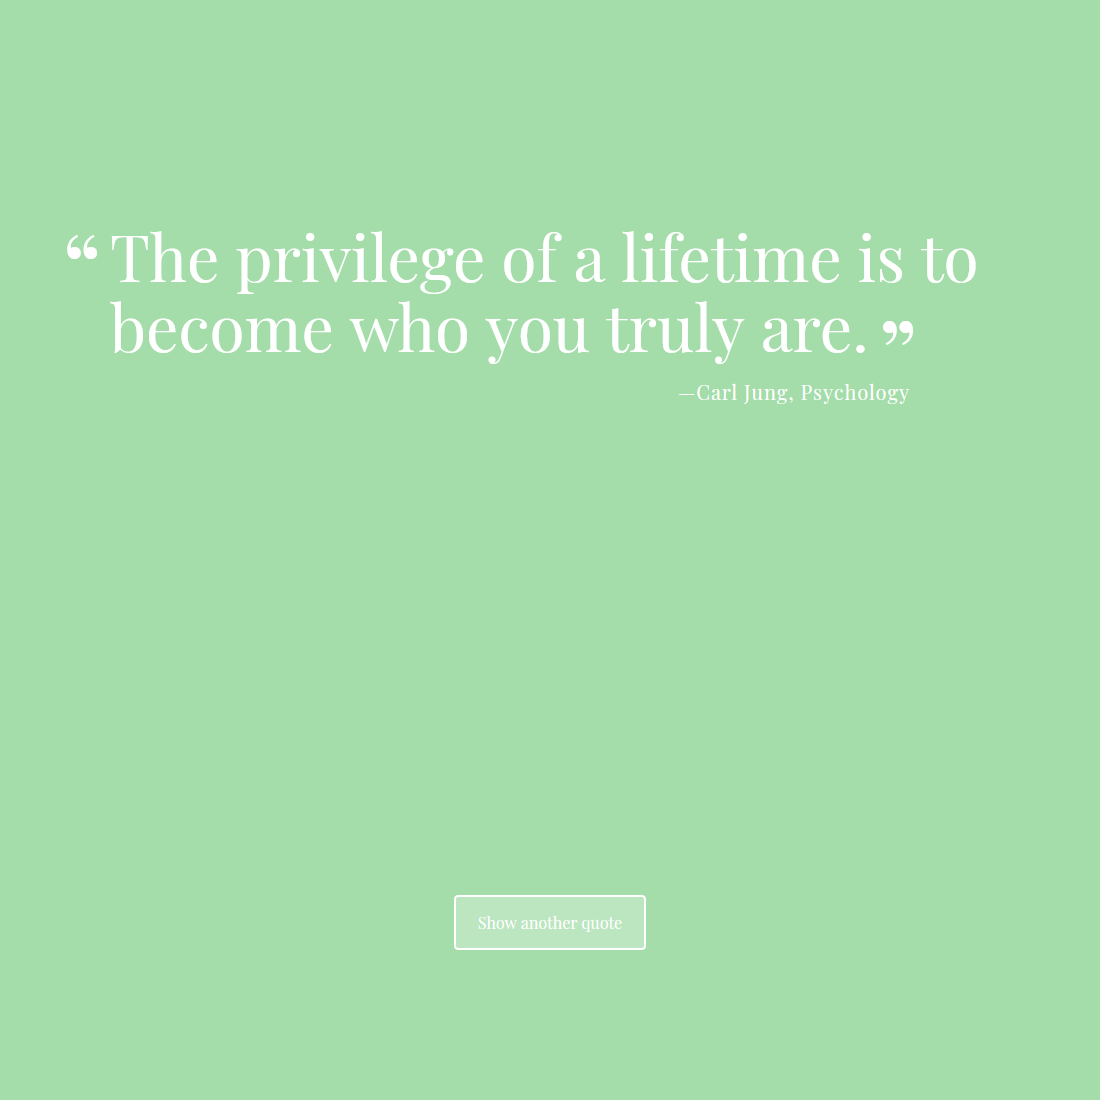 “ The privilege of a lifetime is to
become who you truly are. ”
—Carl Jung, Psychology
Show another quote